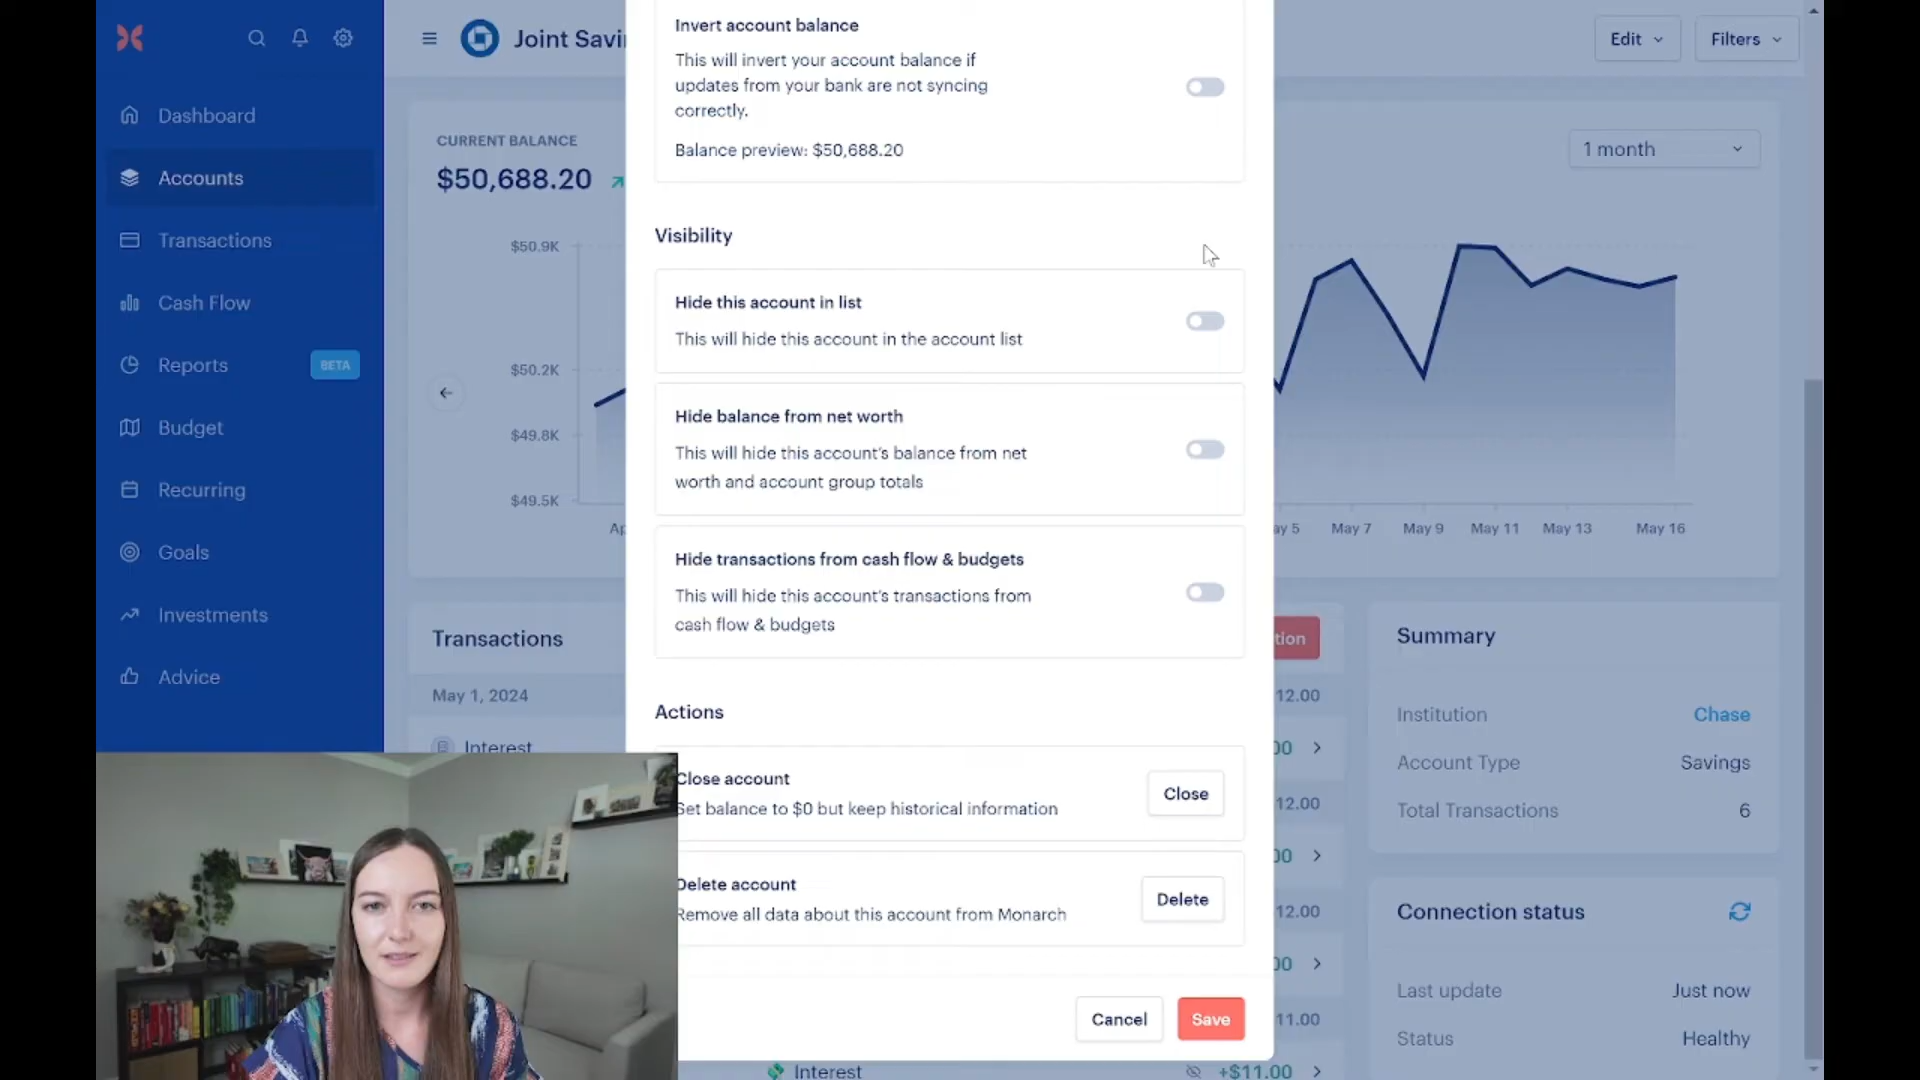 Joint Savi
Edit
Filters
Dashboard
Accounts
Transactions
Cash Flow
Reports
BETA
Budget
Recurring
Goals
Investments
Advice
CURRENT BALANCE
$50,688.20
1 month
$50.9K
$50.2K
$49.8K
$49.5K
Ap
ay 5
May 7
May 9
May 11
May 13
May 16
Invert account balance
This will invert your account balance if
updates from your bank are not syncing
correctly.
Balance preview: $50,688.20
Visibility
Hide this account in list
This will hide this account in the account list
Hide balance from net worth
This will hide this account's balance from net
worth and account group totals
Hide transactions from cash flow & budgets
This will hide this account's transactions from
cash flow & budgets
Actions
Close account
Set balance to $0 but keep historical information
Close
Delete account
Remove all data about this account from Monarch
Delete
Cancel
Save
Transactions
tion
May 1, 2024
12.00
Interest
00
12.00
00
12.00
00
11.00
Interest
+$11.00
Summary
Institution
Chase
Account Type
Savings
Total Transactions
6
Connection status
Last update
Just now
Status
Healthy